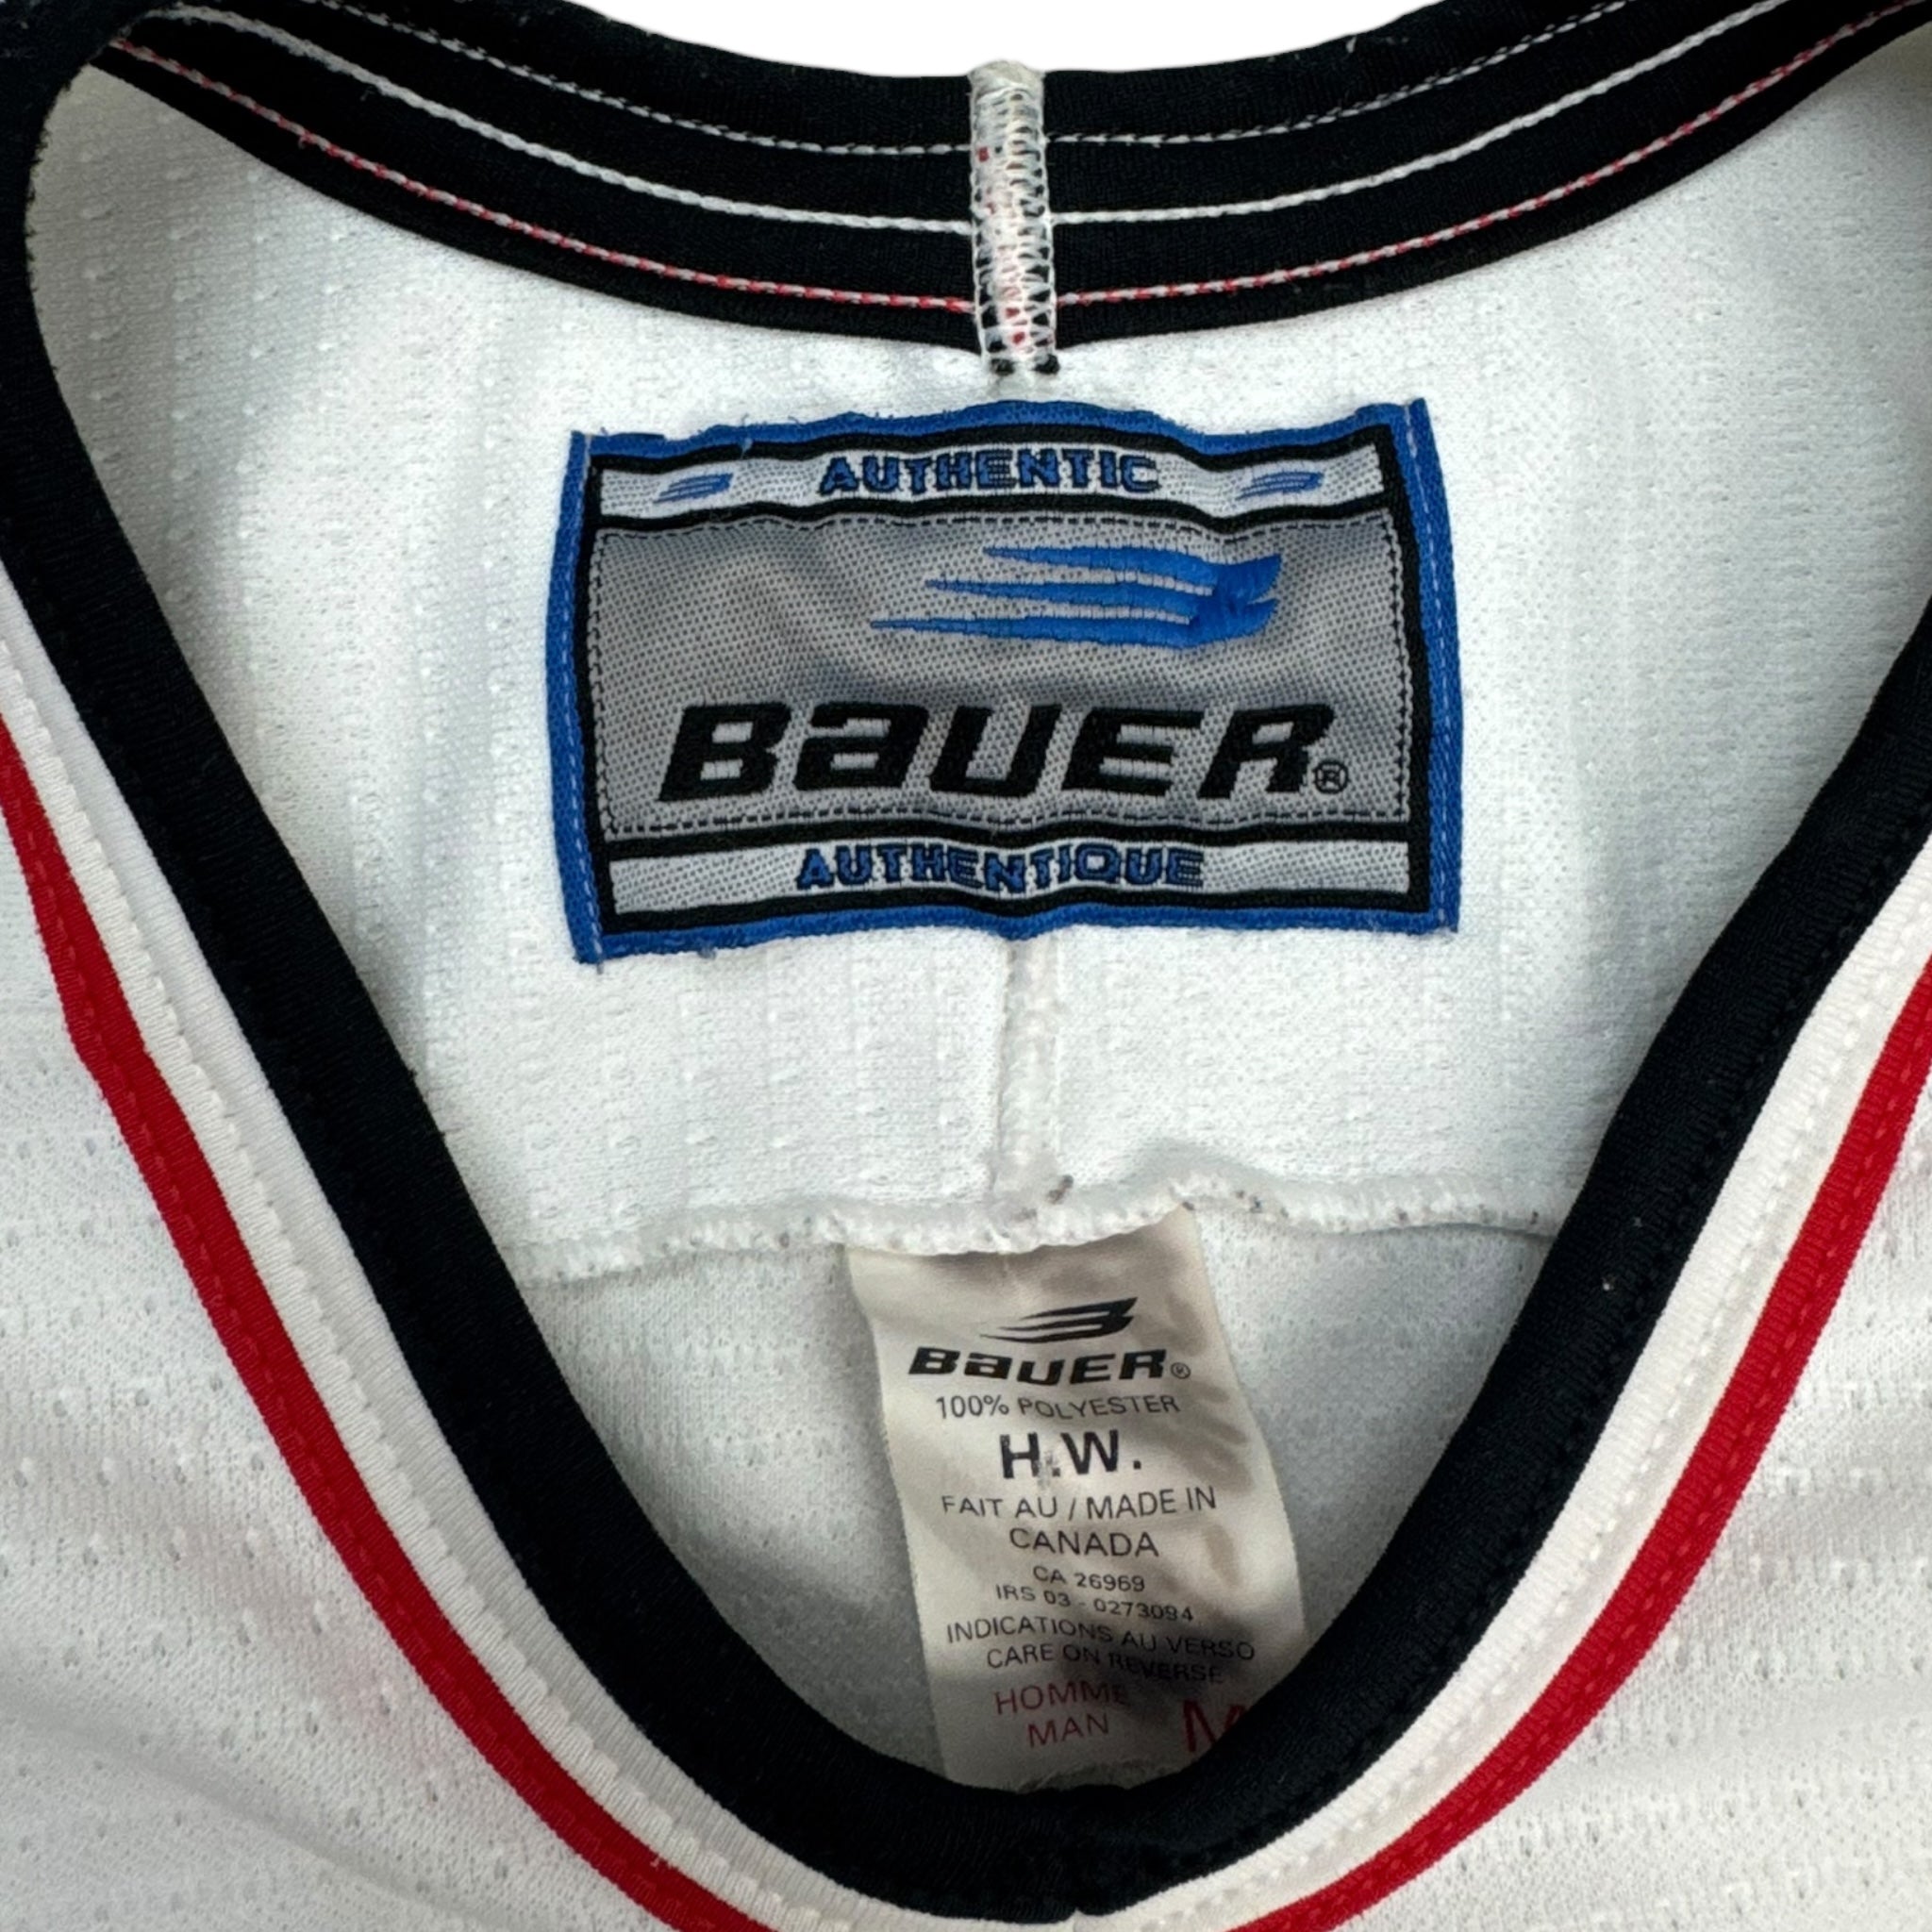 AUTHENTIC
BAUER®
AUTHENTIQUE
BAUER®
100% POLYESTER
H.W.
FAIT AU / MADE IN
CANADA
CA 26969
IRS 03 - 0273094
INDICATIONS AU VERSO
CARE ON REVERSE
HOMME
MAN M